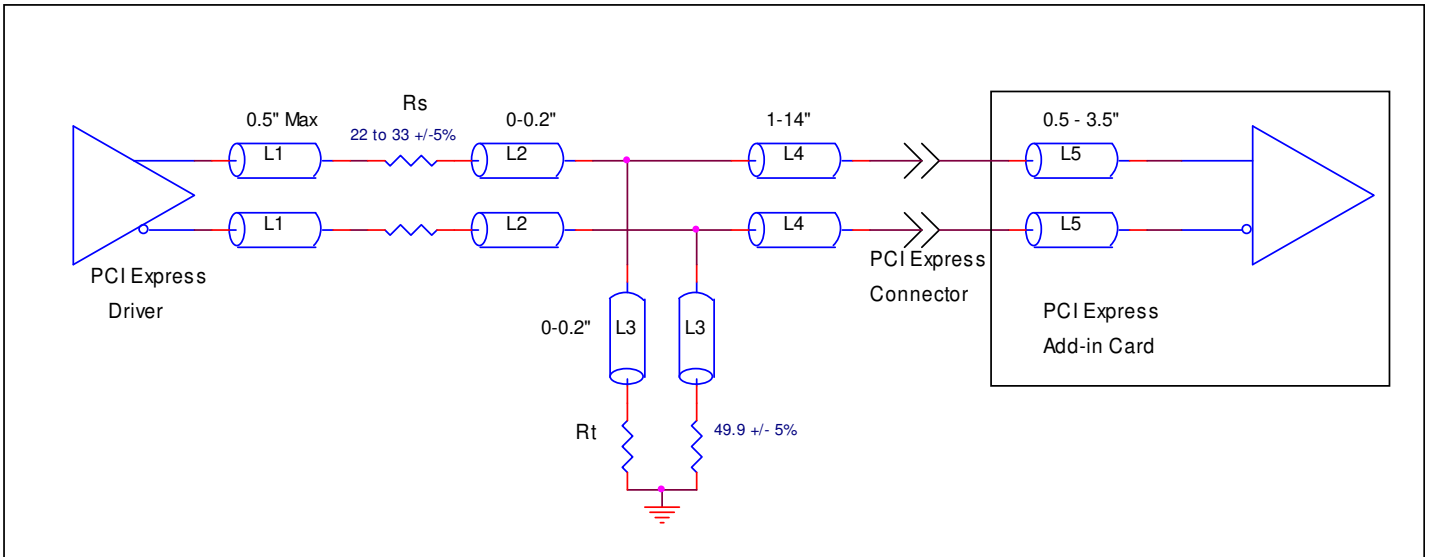 Rs
0.5" Max
22 to 33 +/-5%
0-0.2"
1-14"
0.5 - 3.5"
L1
L2
L4
L5
L1
L2
L4
L5
PCI Express
Driver
PCI Express
Connector
PCI Express
Add-in Card
0-0.2"
L3
L3
Rt
49.9 +/- 5%